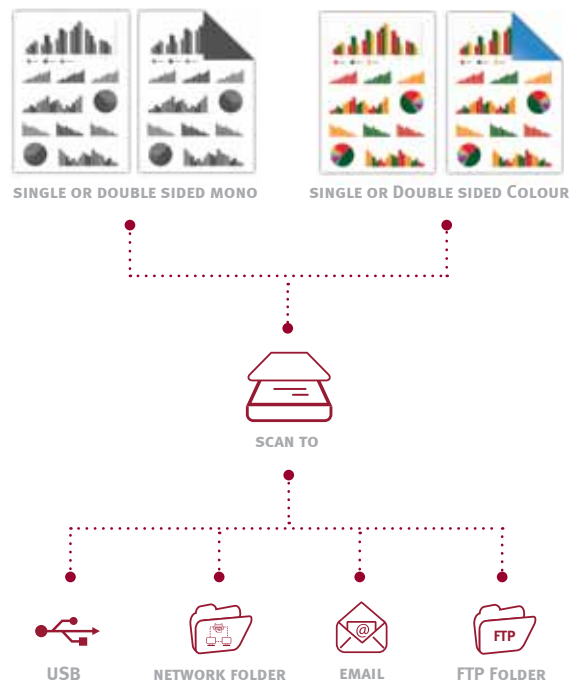 SINGLE OR DOUBLE SIDED MONO
SINGLE OR DOUBLE SIDED COLOUR
SCAN TO
@
FTP
USB
NETWORK FOLDER
EMAIL
FTP FOLDER